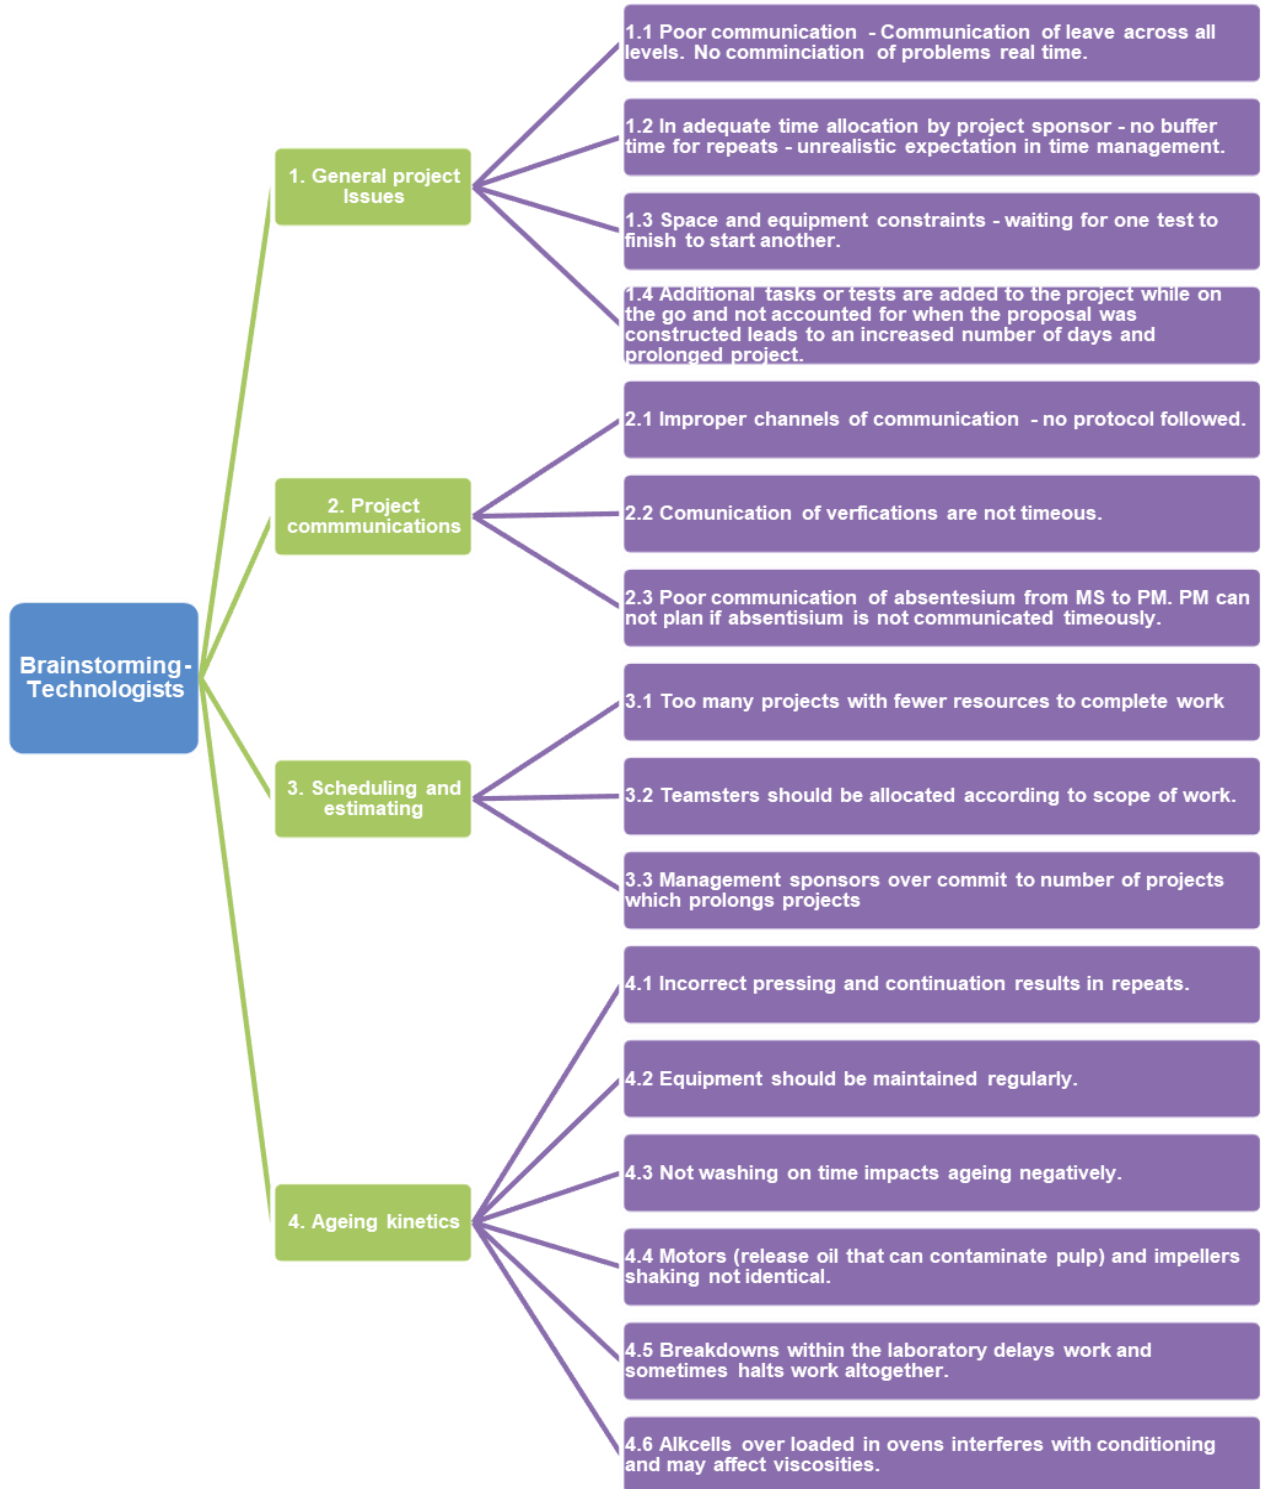 Brainstorming-
Technologists
1. General project
Issues
1.1 Poor communication - Communication of leave across all
levels. No comminciation of problems real time.
1.2 In adequate time allocation by project sponsor - no buffer
time for repeats - unrealistic expectation in time management.
1.3 Space and equipment constraints - waiting for one test to
finish to start another.
1.4 Additional tasks or tests are added to the project while on
the go and not accounted for when the proposal was
constructed leads to an increased number of days and
prolonged project.
2. Project
commmunications
2.1 Improper channels of communication - no protocol followed.
2.2 Comunication of verfications are not timeous.
2.3 Poor communication of absentesium from MS to PM. PM can
not plan if absentisium is not communicated timeously.
3. Scheduling and
estimating
3.1 Too many projects with fewer resources to complete work
3.2 Teamsters should be allocated according to scope of work.
3.3 Management sponsors over commit to number of projects
which prolongs projects
4. Ageing kinetics
4.1 Incorrect pressing and continuation results in repeats.
4.2 Equipment should be maintained regularly.
4.3 Not washing on time impacts ageing negatively.
4.4 Motors (release oil that can contaminate pulp) and impellers
shaking not identical.
4.5 Breakdowns within the laboratory delays work and
sometimes halts work altogether.
4.6 Alkcells over loaded in ovens interferes with conditioning
and may affect viscosities.